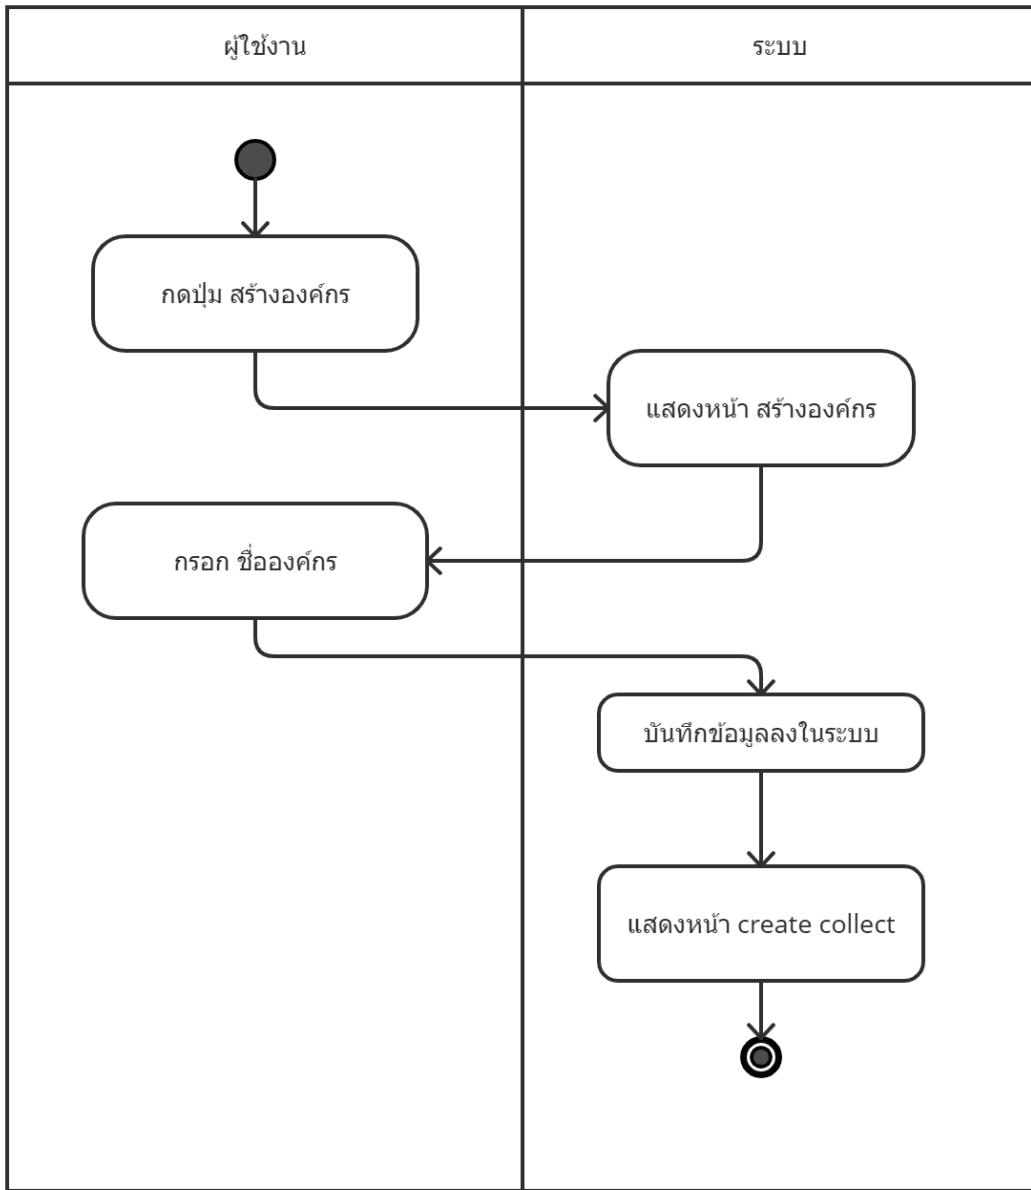 ผู้ใช้งาน
ระบบ
กดปุ่ม สร้างองค์กร
แสดงหน้า สร้างองค์กร
กรอก ชื่อองค์กร
บันทึกข้อมูลลงในระบบ
แสดงหน้า create collect